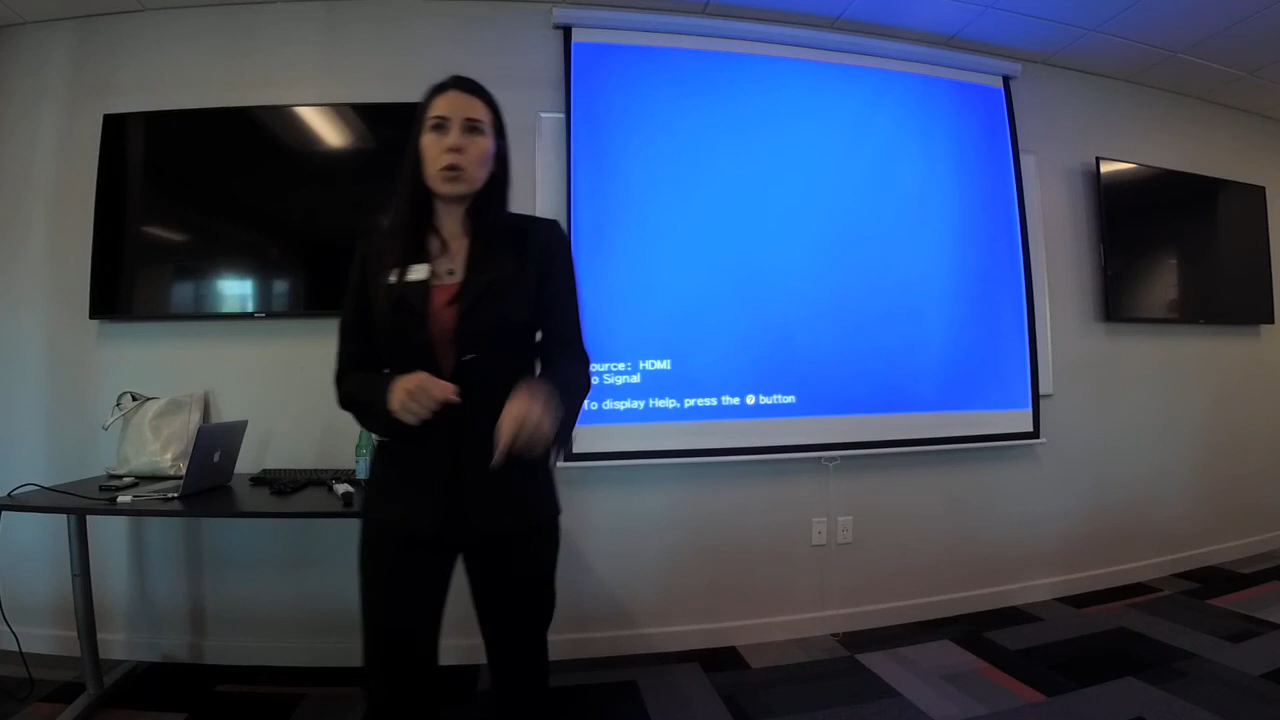 ource: HDMI
o Signal
To display Help, press the ? button